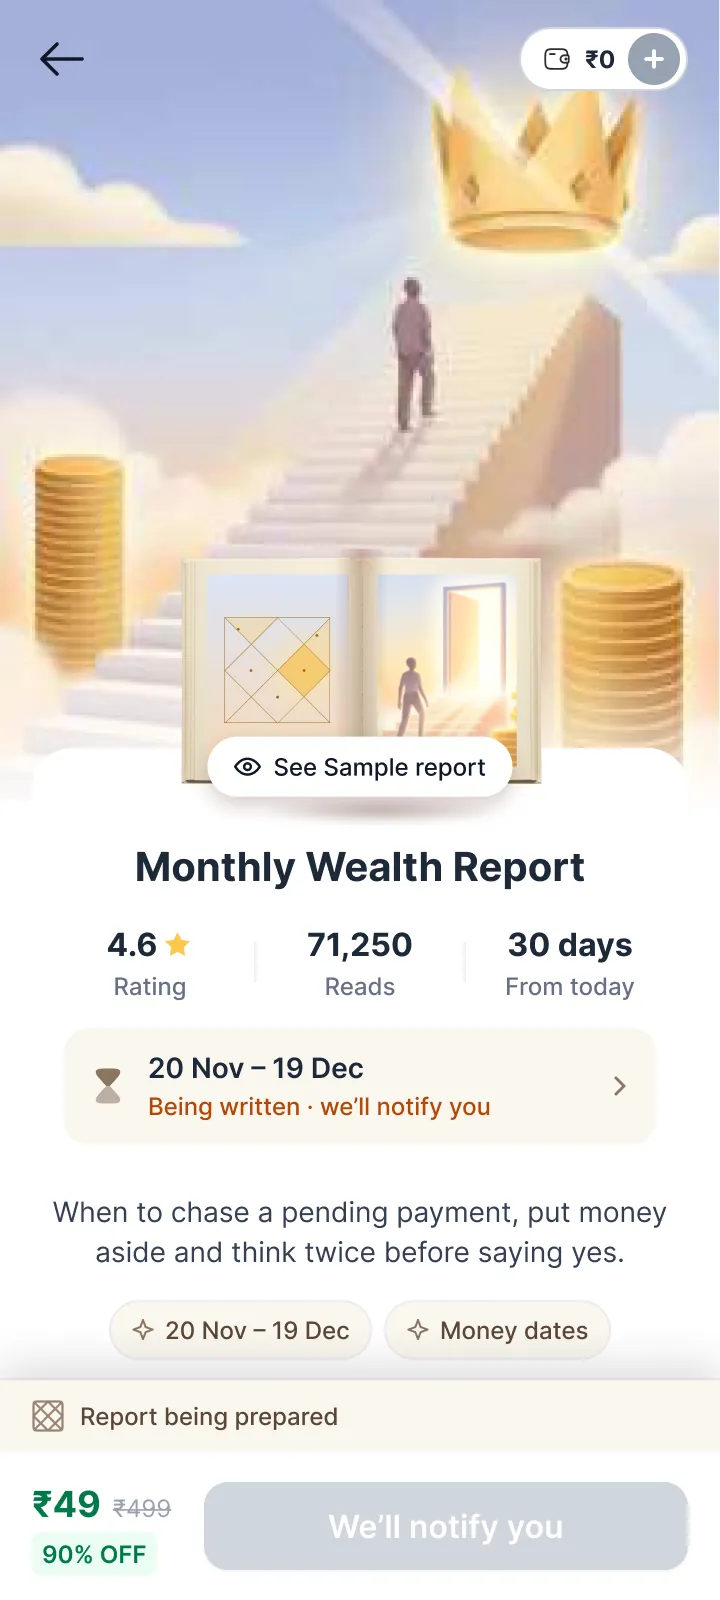 ₹0
See Sample report
Monthly Wealth Report
4.6
71,250
30 days
Rating
Reads
From today
20 Nov – 19 Dec
Being written · we’ll notify you
When to chase a pending payment, put money
aside and think twice before saying yes.
20 Nov – 19 Dec
Money dates
Report being prepared
₹49 ₹499
90% OFF
We’ll notify you